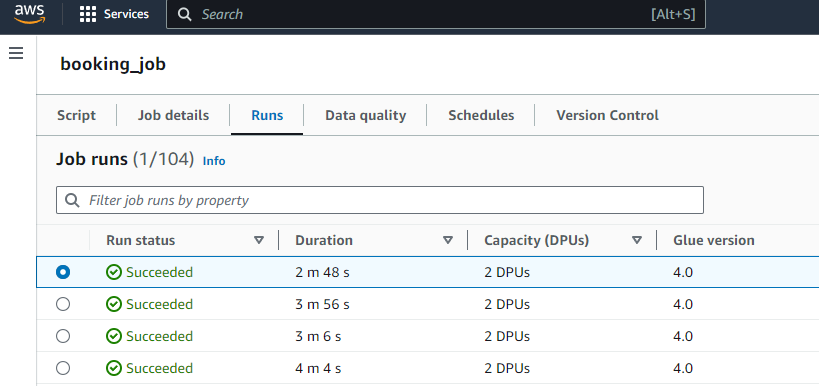 aws Services Search [Alt+S]
booking_job
Script Job details Runs Data quality Schedules Version Control
Job runs (1/104) Info
Filter job runs by property
Run status Duration Capacity (DPUs) Glue version
Succeeded 2 m 48 s 2 DPUs 4.0
Succeeded 3 m 56 s 2 DPUs 4.0
Succeeded 3 m 6 s 2 DPUs 4.0
Succeeded 4 m 4 s 2 DPUs 4.0